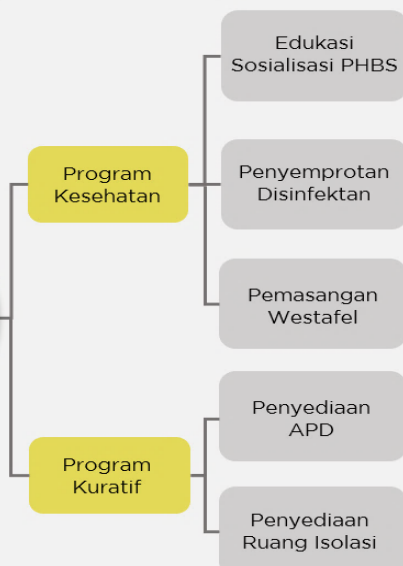 Edukasi
Sosialisasi PHBS
Program
Kesehatan
Penyemprotan
Disinfektan
Pemasangan
Westafel
Penyediaan
APD
Program
Kuratif
Penyediaan
Ruang Isolasi